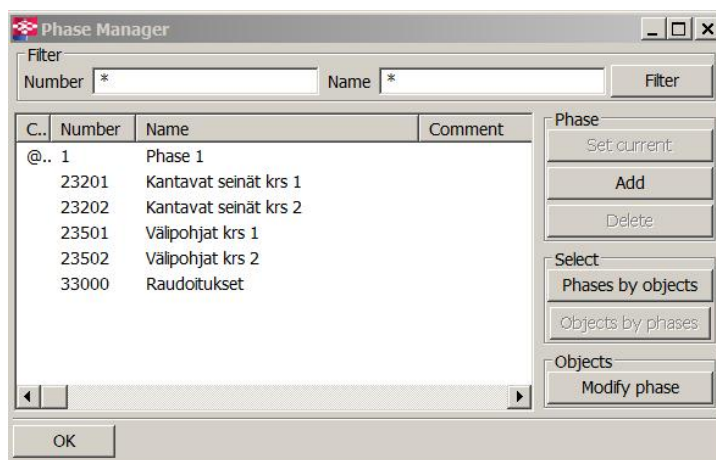 Phase Manager
Filter
Number * Name * Filter
C.. Number Name Comment
@.. 1 Phase 1
23201 Kantavat seinät krs 1
23202 Kantavat seinät krs 2
23501 Välipohjat krs 1
23502 Välipohjat krs 2
33000 Raudoitukset
Phase
Set current
Add
Delete
Select
Phases by objects
Objects by phases
Objects
Modify phase
OK